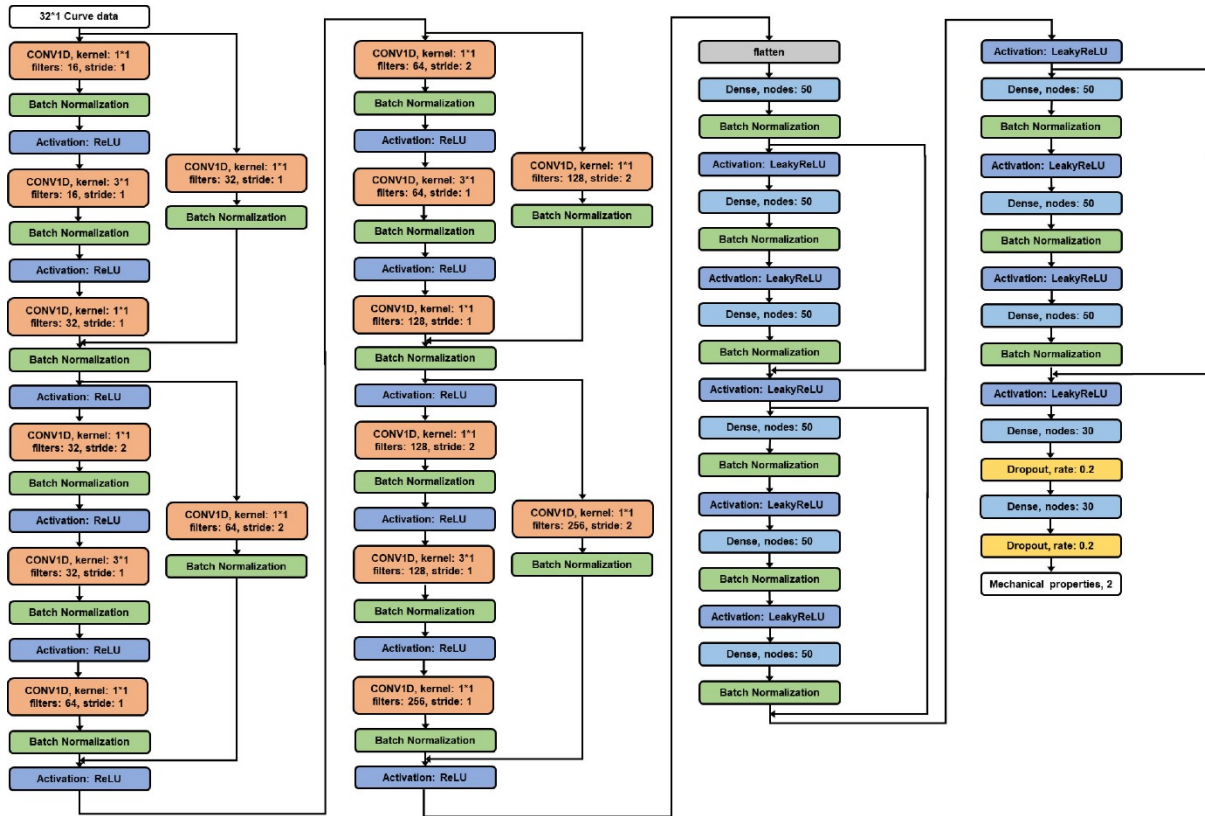 32*1 Curve data
CONV1D, kernel: 1*1
filters: 16, stride: 1
Batch Normalization
Activation: ReLU
CONV1D, kernel: 3*1
filters: 16, stride: 1
Batch Normalization
Activation: ReLU
CONV1D, kernel: 1*1
filters: 32, stride: 1
CONV1D, kernel: 1*1
filters: 32, stride: 1
Batch Normalization
Batch Normalization
Activation: ReLU
CONV1D, kernel: 1*1
filters: 32, stride: 2
Batch Normalization
Activation: ReLU
CONV1D, kernel: 3*1
filters: 32, stride: 1
Batch Normalization
Activation: ReLU
CONV1D, kernel: 1*1
filters: 64, stride: 1
Batch Normalization
CONV1D, kernel: 1*1
filters: 64, stride: 2
Batch Normalization
Activation: ReLU
CONV1D, kernel: 1*1
filters: 64, stride: 2
Batch Normalization
Activation: ReLU
CONV1D, kernel: 3*1
filters: 64, stride: 1
Batch Normalization
Activation: ReLU
CONV1D, kernel: 1*1
filters: 128, stride: 1
CONV1D, kernel: 1*1
filters: 128, stride: 2
Batch Normalization
Batch Normalization
Activation: ReLU
CONV1D, kernel: 1*1
filters: 128, stride: 2
Batch Normalization
Activation: ReLU
CONV1D, kernel: 3*1
filters: 128, stride: 1
Batch Normalization
Activation: ReLU
CONV1D, kernel: 1*1
filters: 256, stride: 1
Batch Normalization
CONV1D, kernel: 1*1
filters: 256, stride: 2
Batch Normalization
Activation: ReLU
flatten
Dense, nodes: 50
Batch Normalization
Activation: LeakyReLU
Dense, nodes: 50
Batch Normalization
Activation: LeakyReLU
Dense, nodes: 50
Batch Normalization
Activation: LeakyReLU
Dense, nodes: 50
Batch Normalization
Activation: LeakyReLU
Dense, nodes: 50
Batch Normalization
Activation: LeakyReLU
Dense, nodes: 50
Batch Normalization
Activation: LeakyReLU
Dense, nodes: 50
Batch Normalization
Activation: LeakyReLU
Dense, nodes: 50
Batch Normalization
Activation: LeakyReLU
Dense, nodes: 50
Batch Normalization
Activation: LeakyReLU
Dense, nodes: 30
Dropout, rate: 0.2
Dense, nodes: 30
Dropout, rate: 0.2
Mechanical properties, 2